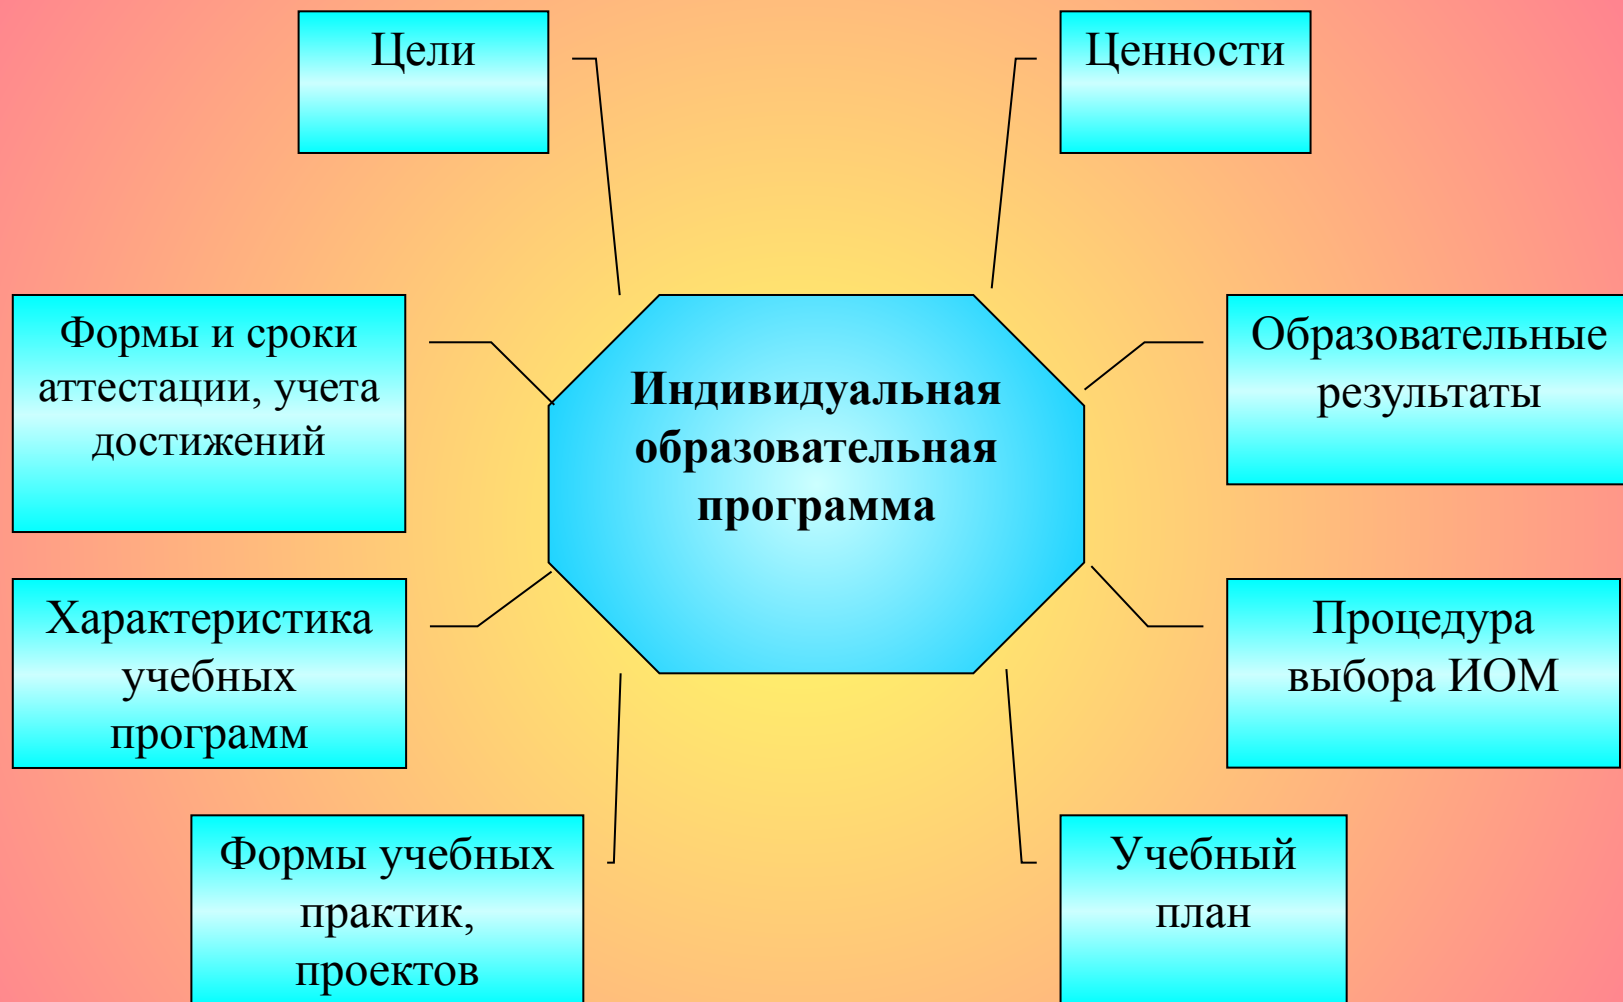 Цели
Ценности
Формы и сроки
аттестации, учета
достижений
Индивидуальная
образовательная
программа
Образовательные
результаты
Характеристика
учебных
программ
Процедура
выбора ИОМ
Формы учебных
практик,
проектов
Учебный
план